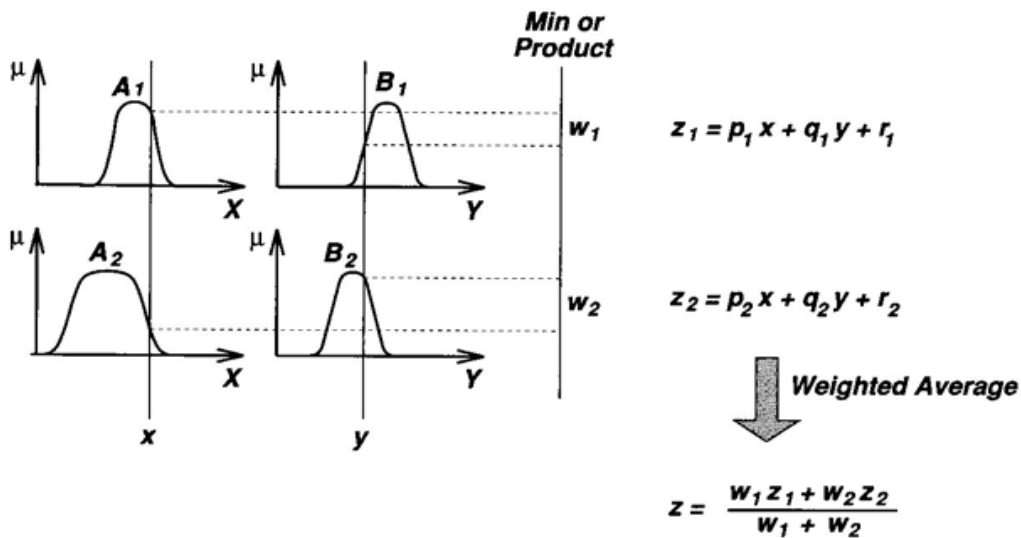 Min or
Product
μ A₁ μ B₁
w₁ z₁ = p₁ x + q₁ y + r₁
X Y
μ A₂ μ B₂
w₂ z₂ = p₂ x + q₂ y + r₂
X Y
Weighted Average
x y
z = (w₁ z₁ + w₂ z₂) / (w₁ + w₂)